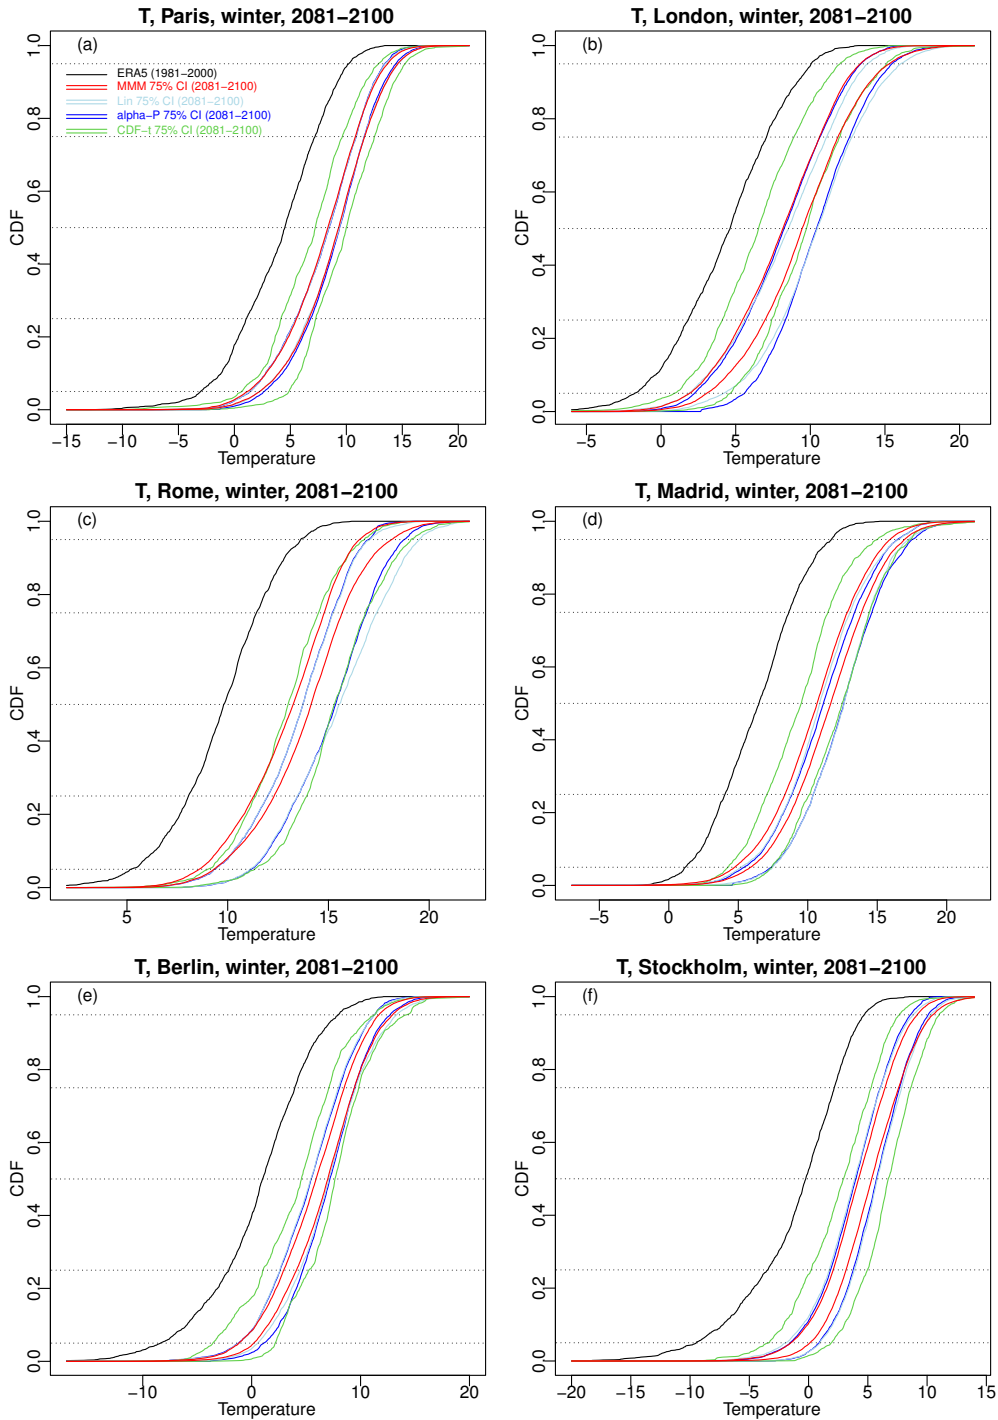 T, Paris, winter, 2081−2100
(a)
ERA5 (1981−2000)
MMM 75% CI (2081−2100)
Lin 75% CI (2081−2100)
alpha−P 75% CI (2081−2100)
CDF−t 75% CI (2081−2100)
CDF
0.0 0.2 0.4 0.6 0.8 1.0
−15 −10 −5 0 5 10 15 20
Temperature
T, London, winter, 2081−2100
(b)
CDF
0.0 0.2 0.4 0.6 0.8 1.0
−5 0 5 10 15 20
Temperature
T, Rome, winter, 2081−2100
(c)
CDF
0.0 0.2 0.4 0.6 0.8 1.0
5 10 15 20
Temperature
T, Madrid, winter, 2081−2100
(d)
CDF
0.0 0.2 0.4 0.6 0.8 1.0
−5 0 5 10 15 20
Temperature
T, Berlin, winter, 2081−2100
(e)
CDF
0.0 0.2 0.4 0.6 0.8 1.0
−10 0 10 20
Temperature
T, Stockholm, winter, 2081−2100
(f)
CDF
0.0 0.2 0.4 0.6 0.8 1.0
−20 −15 −10 −5 0 5 10 15
Temperature